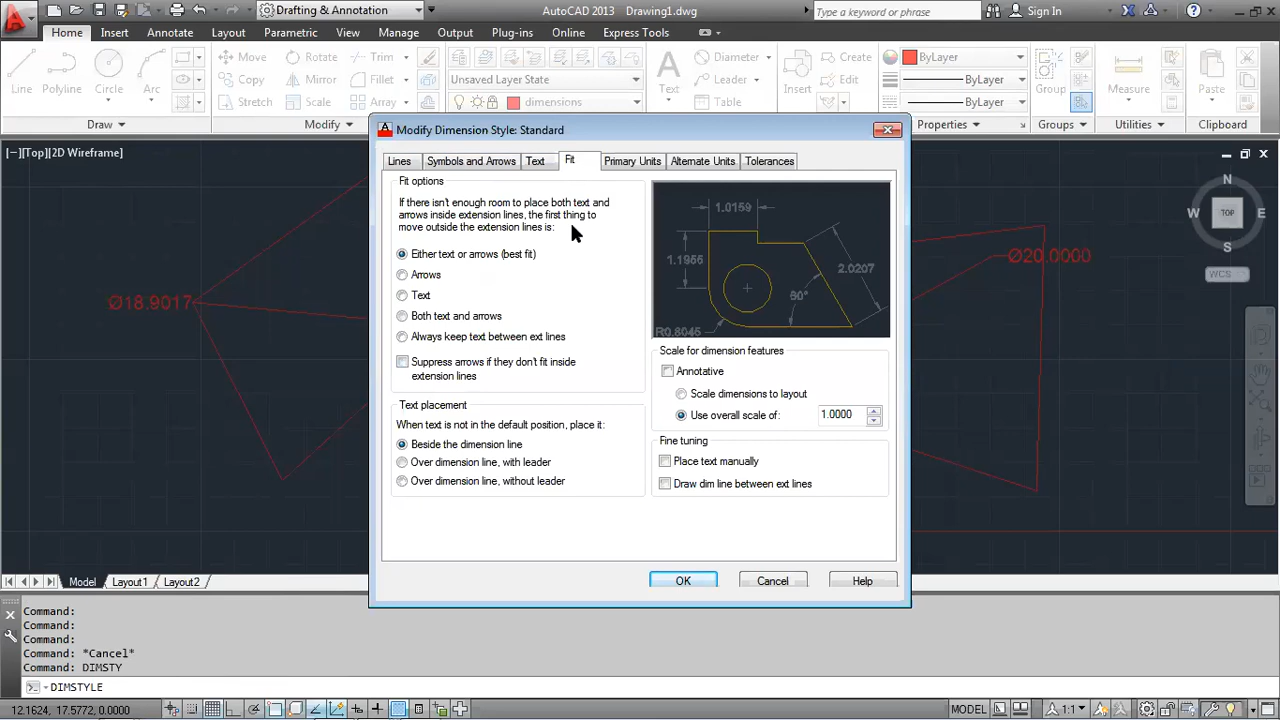 Drafting & Annotation
AutoCAD 2013 Drawing1.dwg
Type a keyword or phrase
Sign In
Home Insert Annotate Layout Parametric View Manage Output Plug-ins Online Express Tools
Line
Polyline
Circle
Arc
Move
Copy
Stretch
Rotate
Mirror
Scale
Trim
Fillet
Array
Unsaved Layer State
dimensions
Text
Diameter
Leader
Table
Insert
Create
Edit
ByLayer
ByLayer
ByLayer
Group
Measure
Paste
Draw
Modify
Properties
Groups
Utilities
Clipboard
[−][Top][2D Wireframe]
Ø18.9017
Ø20.0000
N
W TOP E
S
WCS
Modify Dimension Style: Standard
Lines Symbols and Arrows Text Fit Primary Units Alternate Units Tolerances
Fit options
If there isn't enough room to place both text and
arrows inside extension lines, the first thing to
move outside the extension lines is:
Either text or arrows (best fit)
Arrows
Text
Both text and arrows
Always keep text between ext lines
Suppress arrows if they don't fit inside
extension lines
Text placement
When text is not in the default position, place it:
Beside the dimension line
Over dimension line, with leader
Over dimension line, without leader
1.0159
1.1955
2.0207
60°
R0.8045
Scale for dimension features
Annotative
Scale dimensions to layout
Use overall scale of: 1.0000
Fine tuning
Place text manually
Draw dim line between ext lines
OK Cancel Help
Model Layout1 Layout2
Command:
Command:
Command:
Command: *Cancel*
Command: DIMSTY
DIMSTYLE
12.1624, 17.5772, 0.0000
MODEL
1:1